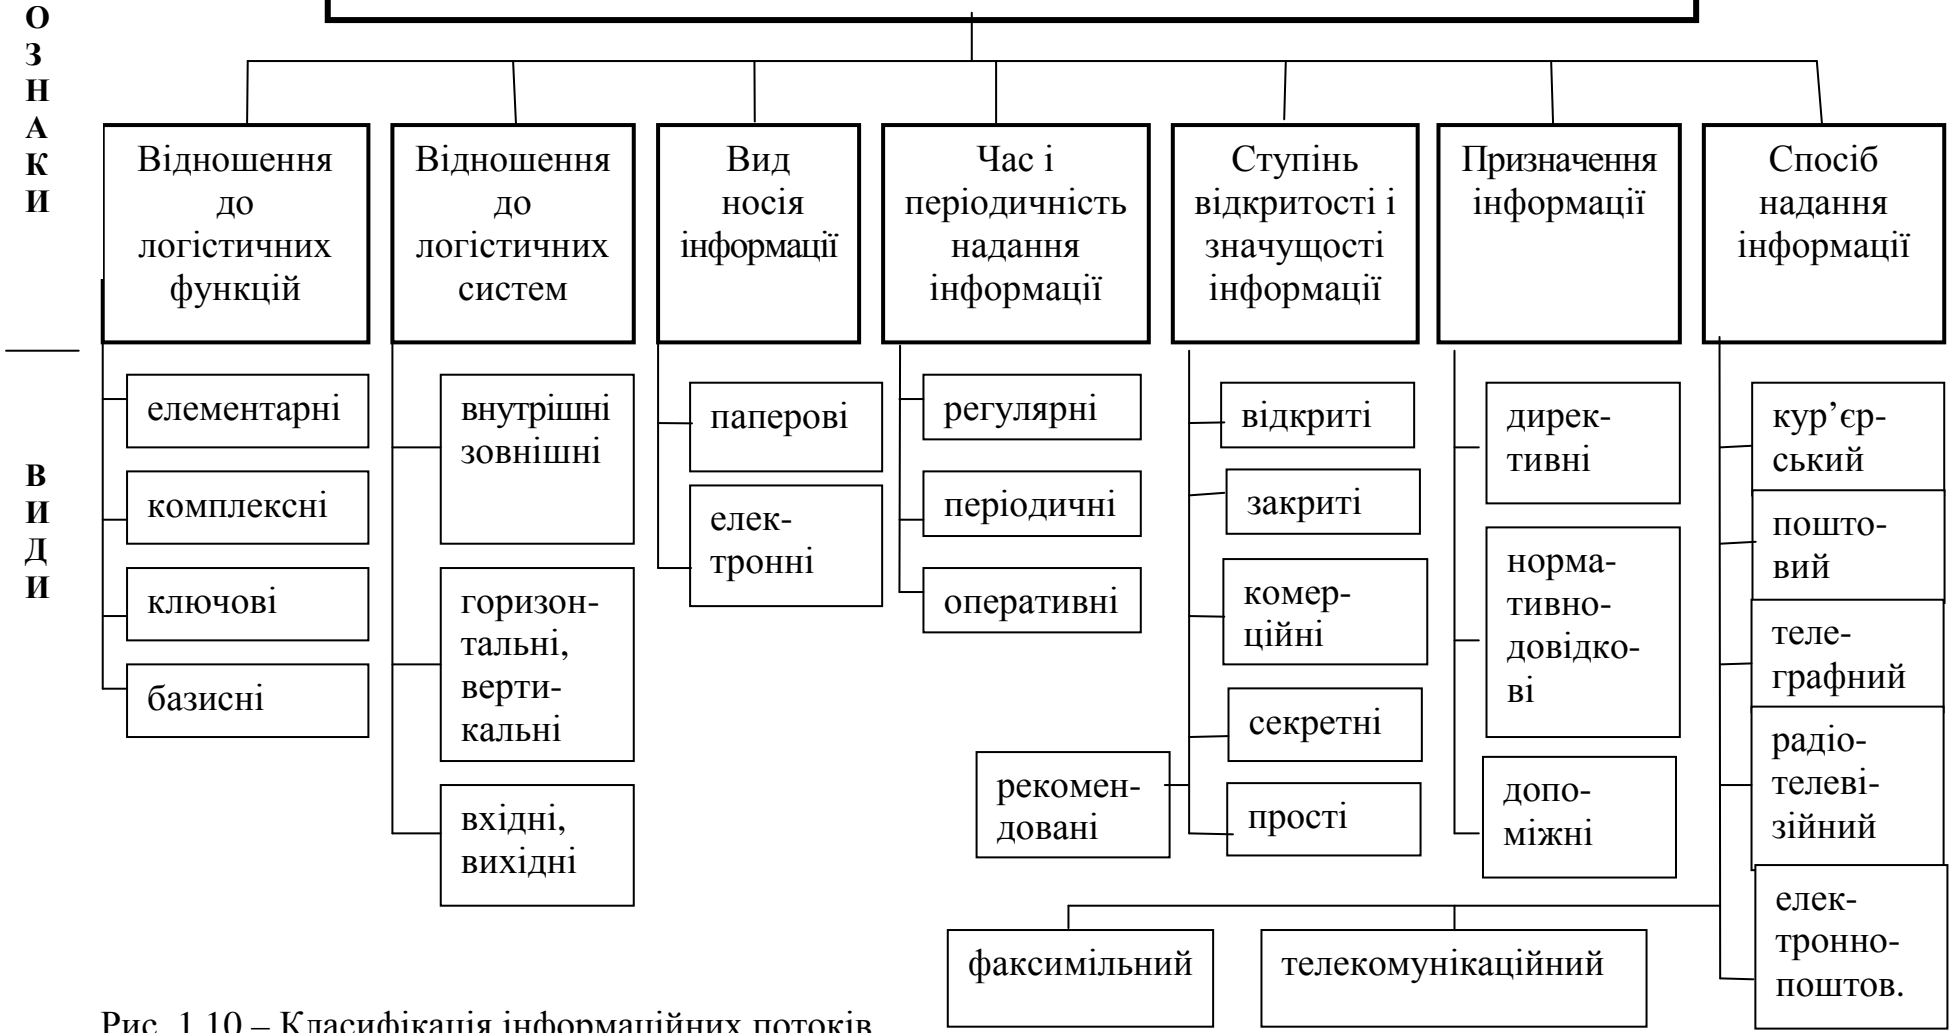 О
З
Н
А
К
И
Відношення
до
логістичних
функцій
Відношення
до
логістичних
систем
Вид
носія
інформації
Час і
періодичність
надання
інформації
Ступінь
відкритості і
значущості
інформації
Призначення
інформації
Спосіб
надання
інформації
В
И
Д
И
елементарні
комплексні
ключові
базисні
внутрішні
зовнішні
горизон-
тальні,
верти-
кальні
вхідні,
вихідні
паперові
елек-
тронні
регулярні
періодичні
оперативні
відкриті
закриті
комер-
ційні
секретні
прості
рекомен-
довані
дирек-
тивні
норма-
тивно-
довідко-
ві
допо-
міжні
кур’єр-
ський
пошто-
вий
теле-
графний
радіо-
телеві-
зійний
елек-
тронно-
поштов.
факсимільний
телекомунікаційний
Рис. 1.10 – Класифікація інформаційних потоків